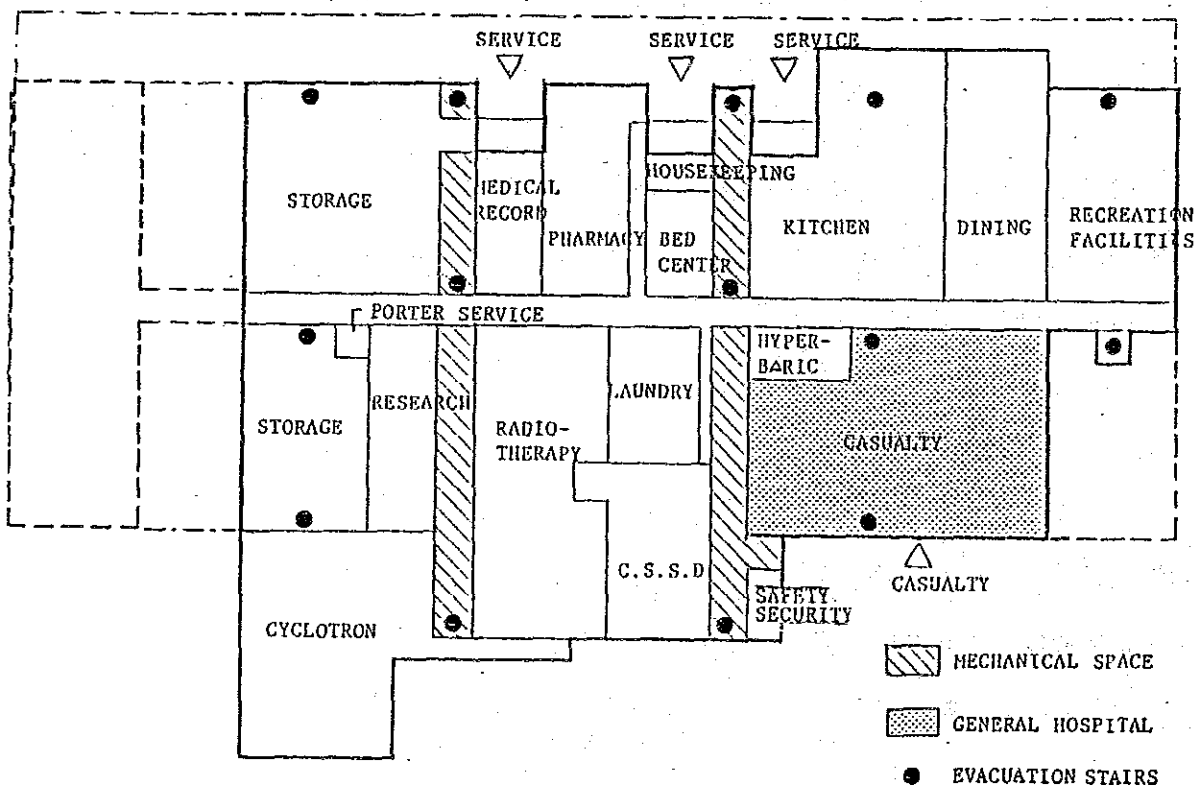 SERVICE
SERVICE
SERVICE
STORAGE
MEDICAL
RECORD
PHARMACY
HOUSEKEEPING
BED
CENTER
KITCHEN
DINING
RECREATION
FACILITIES
PORTER SERVICE
STORAGE
RESEARCH
RADIO-
THERAPY
LAUNDRY
HYPER-
BARIC
CASUALTY
C.S.S.D
SAFETY
SECURITY
CASUALTY
CYCLOTRON
MECHANICAL SPACE
GENERAL HOSPITAL
EVACUATION STAIRS